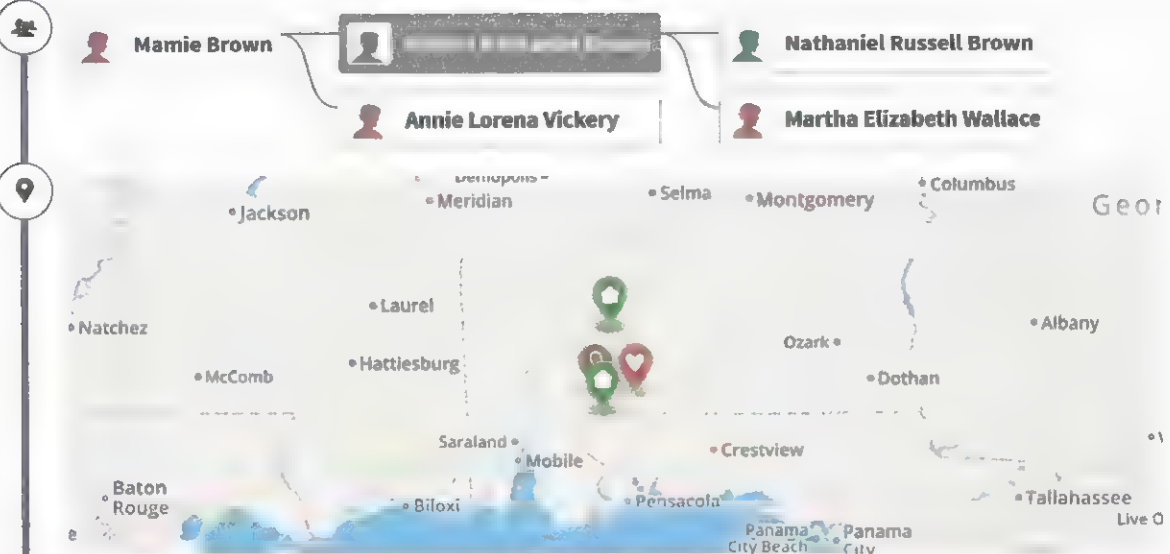 Mamie Brown
Nathaniel Russell Brown
Annie Lorena Vickery
Martha Elizabeth Wallace
Demopolis
Selma
Columbus
Meridian
Montgomery
Jackson
Geor
Laurel
Natchez
Albany
Ozark
Hattiesburg
McComb
Dothan
Saraland
Mobile
Crestview
Baton
Rouge
Biloxi
Pensacola
Tallahassee
Live O
e
Panama
City Beach
Panama
City